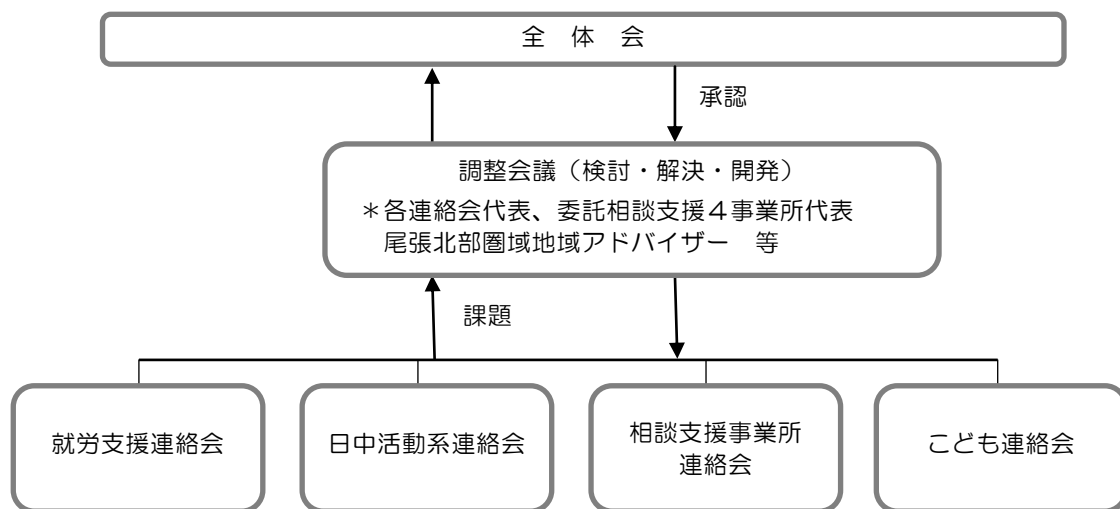 全　体　会
承認
調整会議（検討・解決・開発）
＊各連絡会代表、委託相談支援４事業所代表
尾張北部圏域地域アドバイザー　等
課題
就労支援連絡会
日中活動系連絡会
相談支援事業所
連絡会
こども連絡会